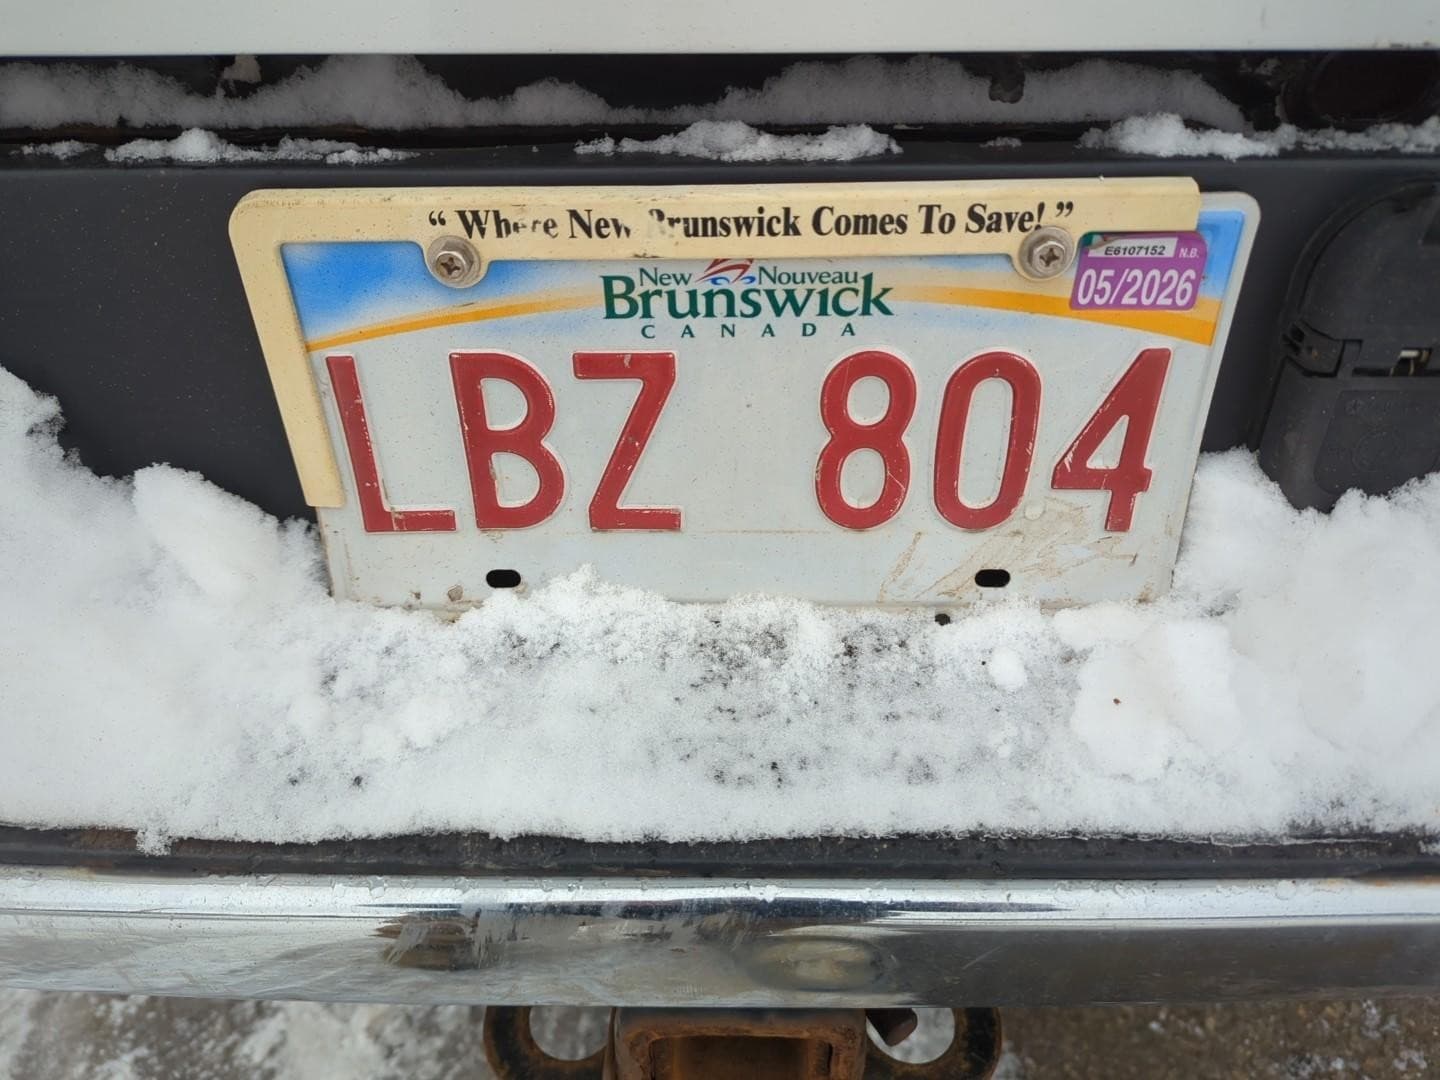 “ Where New Brunswick Comes To Save! ”
E6107152 N.B.
05/2026
New Nouveau
Brunswick
CANADA
LBZ 804